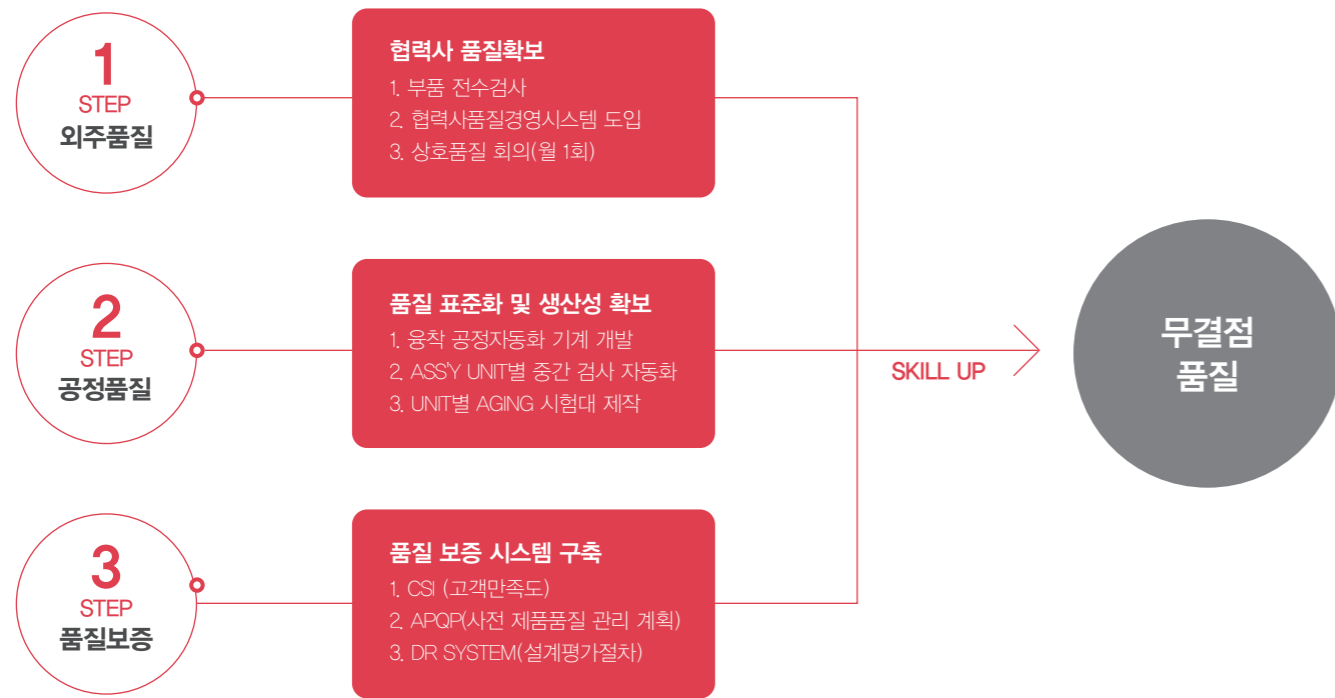 1
STEP
외주품질
협력사 품질확보
1. 부품 전수검사
2. 협력사품질경영시스템 도입
3. 상호품질 회의(월 1회)
2
STEP
공정품질
품질 표준화 및 생산성 확보
1. 융착 공정자동화 기계 개발
2. ASS'Y UNIT별 중간 검사 자동화
3. UNIT별 AGING 시험대 제작
3
STEP
품질보증
품질 보증 시스템 구축
1. CSI (고객만족도)
2. APQP(사전 제품품질 관리 계획)
3. DR SYSTEM(설계평가절차)
SKILL UP
무결점
품질